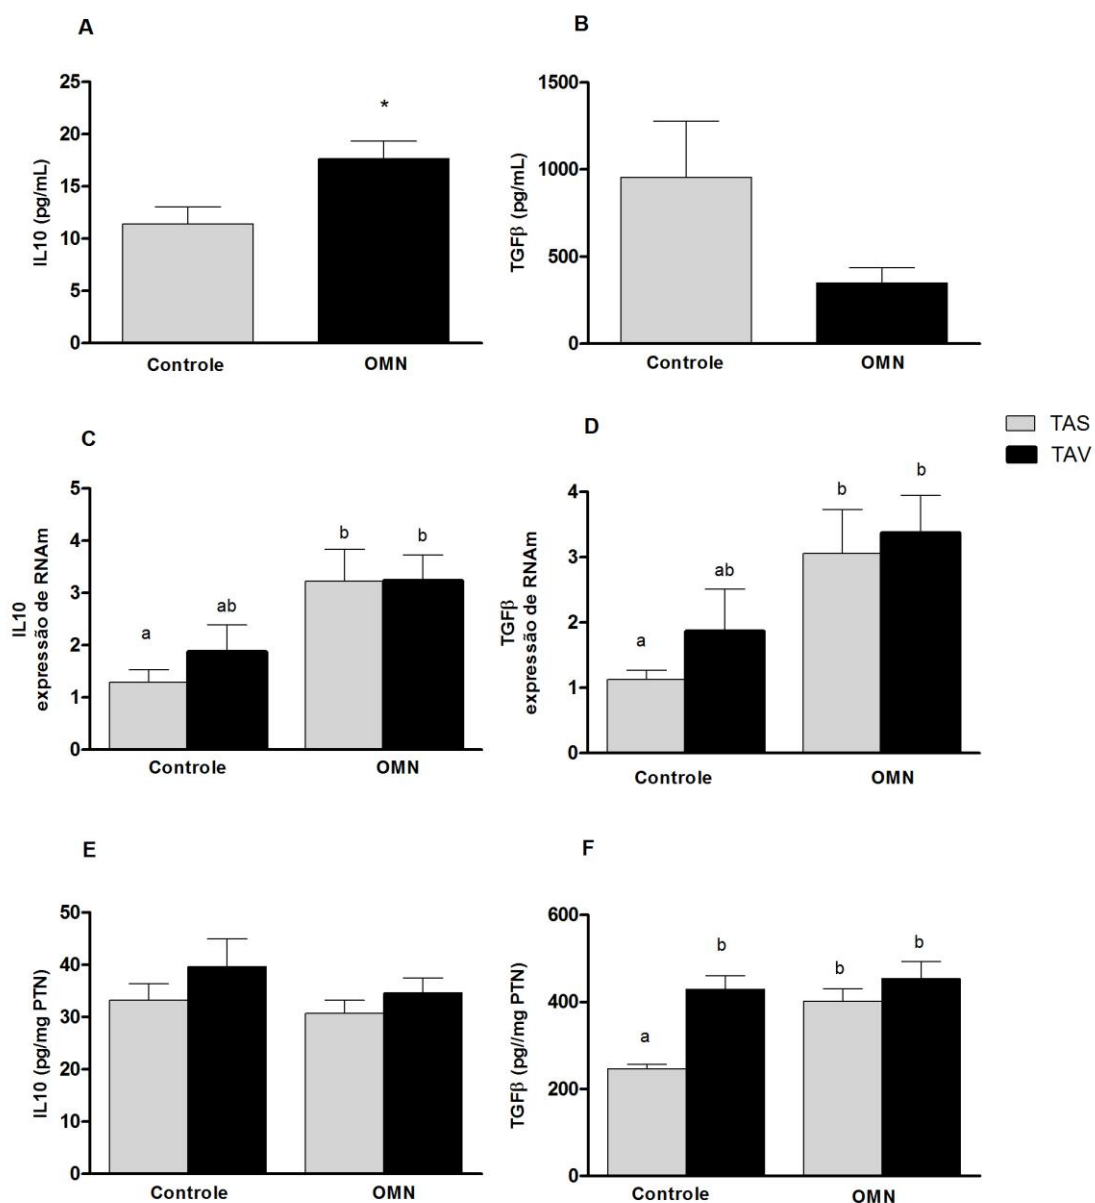 A
IL10 (pg/mL)
25
20
15
10
5
0
*
Controle
OMN
B
TGFβ (pg/mL)
1500
1000
500
0
Controle
OMN
TAS
TAV
C
IL10
expressão de RNAm
5
4
3
2
1
0
a
ab
b
b
Controle
OMN
D
TGFβ
expressão de RNAm
4
3
2
1
0
a
ab
b
b
Controle
OMN
E
IL10 (pg/mg PTN)
50
40
30
20
10
0
Controle
OMN
F
TGFβ (pg//mg PTN)
600
400
200
0
a
b
b
b
Controle
OMN